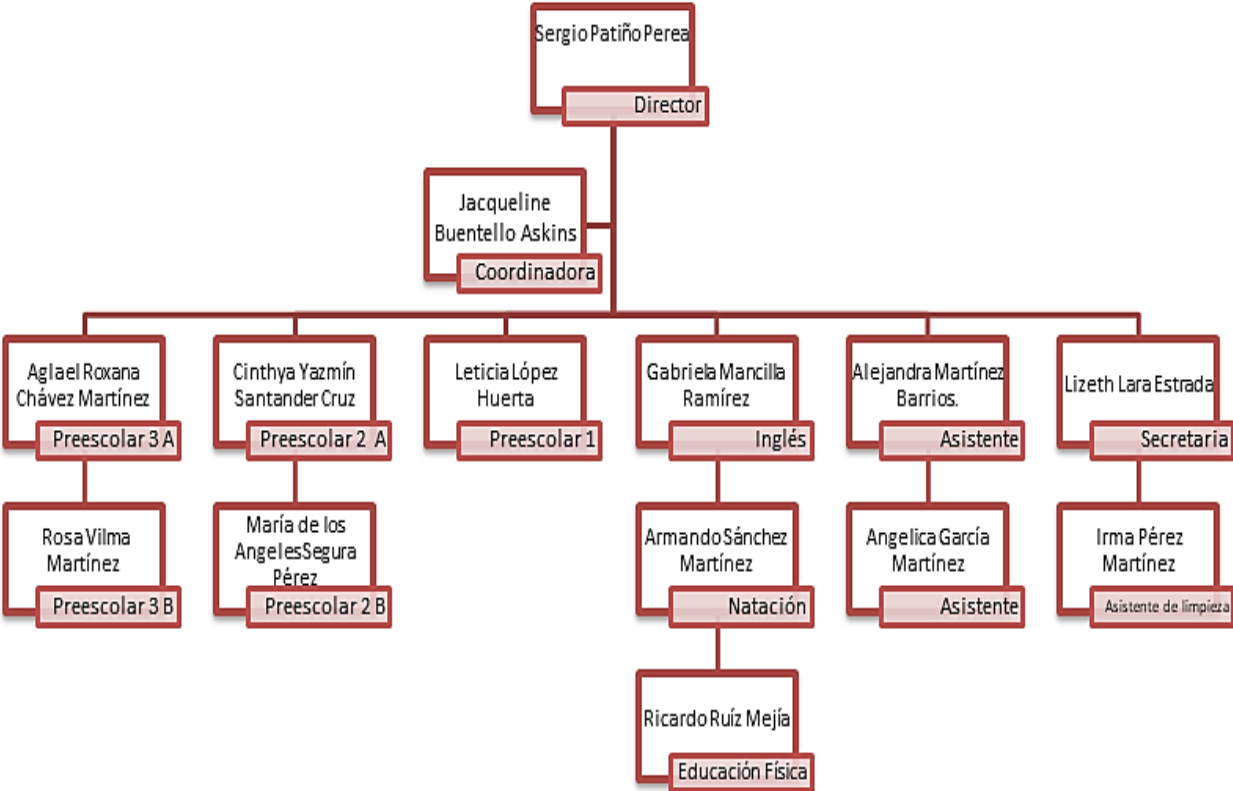 Sergio Patiño Perea
Director
Jacqueline
Buentello Askins
Coordinadora
Aglael Roxana
Chávez Martínez
Preescolar 3 A
Cinthya Yazmín
Santander Cruz
Preescolar 2 A
Leticia López
Huerta
Preescolar 1
Gabriela Mancilla
Ramírez
Inglés
Alejandra Martínez
Barrios.
Asistente
Lizeth Lara Estrada
Secretaria
Rosa Vilma
Martínez
Preescolar 3 B
María de los
Angeles Segura
Pérez
Preescolar 2 B
Armando Sánchez
Martínez
Natación
Angelica García
Martínez
Asistente
Irma Pérez
Martínez
Asistente de limpieza
Ricardo Ruíz Mejía
Educación Física